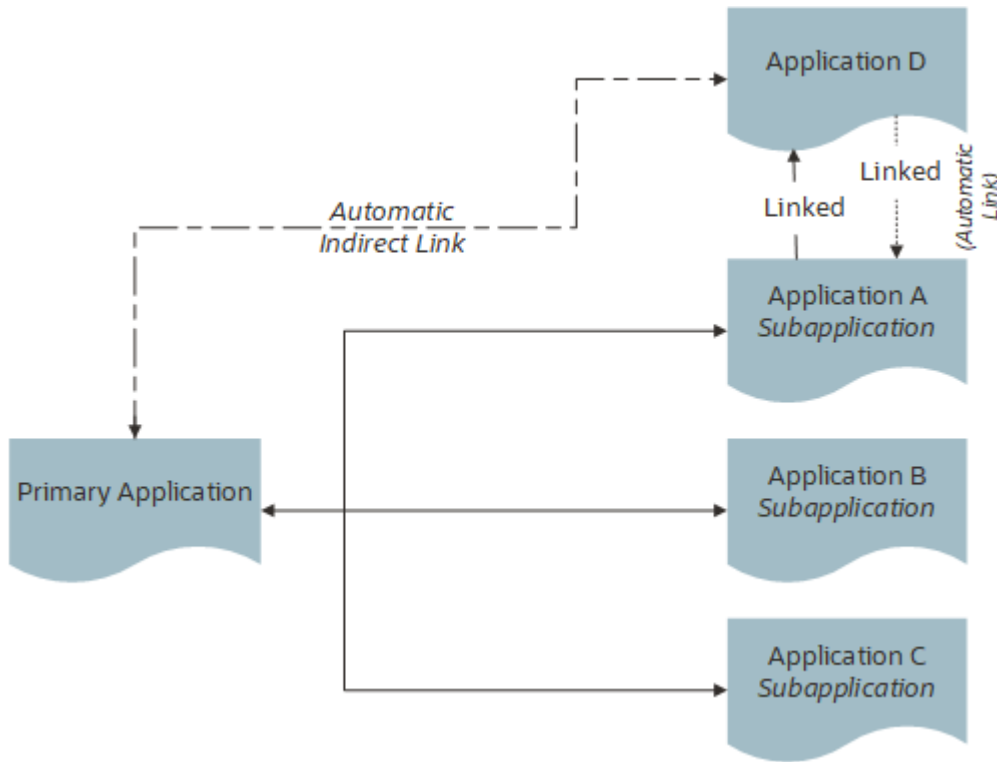 Application D
Linked
Linked
(Automatic
Link)
Automatic
Indirect Link
Application A
Subapplication
Primary Application
Application B
Subapplication
Application C
Subapplication